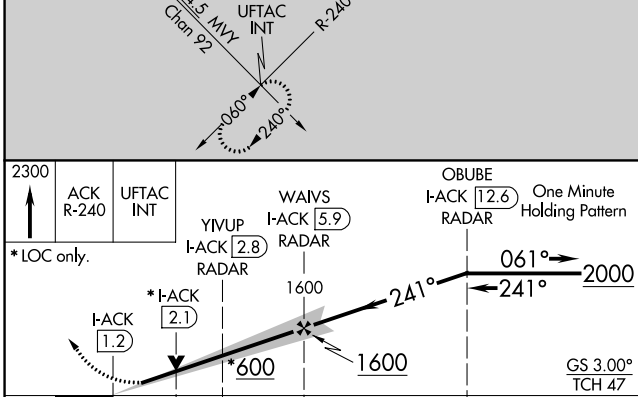 4.5 MVY
Chan 92
UFTAC
INT
R-240
060°
240°
2300
ACK
R-240
UFTAC
INT
* LOC only.
I-ACK
1.2
* I-ACK
2.1
YIVUP
I-ACK 2.8
RADAR
WAIVS
I-ACK 5.9
RADAR
1600
OBUBE
I-ACK 12.6
RADAR
One Minute
Holding Pattern
061°
241°
2000
241°
*600
1600
GS 3.00°
TCH 47